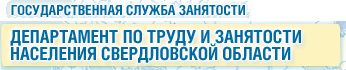 ГОСУДАРСТВЕННАЯ СЛУЖБА ЗАНЯТОСТИ
ДЕПАРТАМЕНТ ПО ТРУДУ И ЗАНЯТОСТИ
НАСЕЛЕНИЯ СВЕРДЛОВСКОЙ ОБЛАСТИ